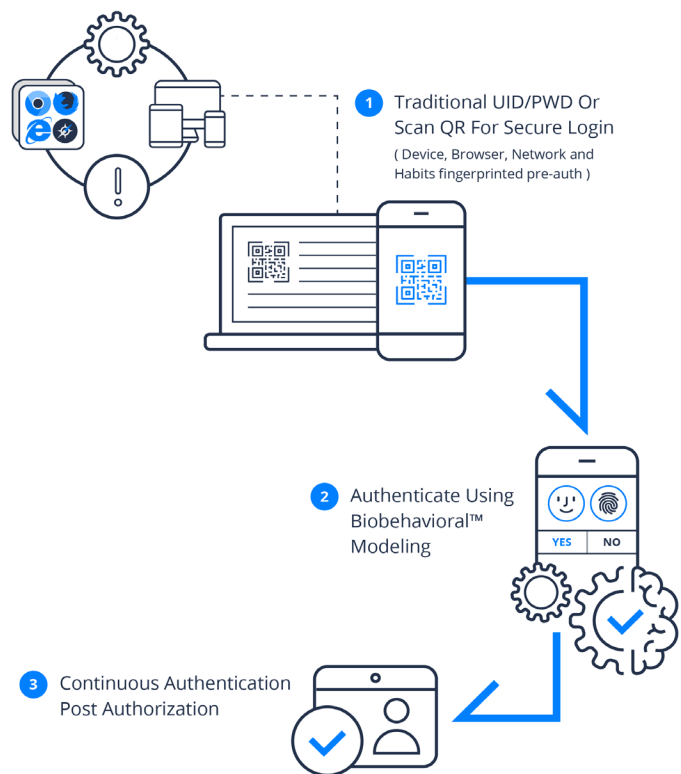 1 Traditional UID/PWD Or
Scan QR For Secure Login
( Device, Browser, Network and
Habits fingerprinted pre-auth )
2 Authenticate Using
Biobehavioral™
Modeling
YES NO
3 Continuous Authentication
Post Authorization